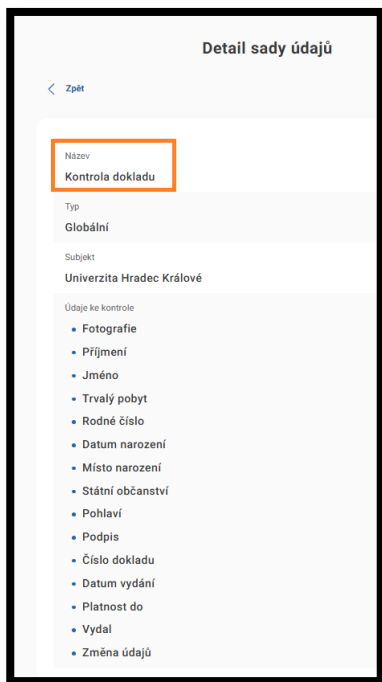 Detail sady údajů
Zpět
Název
Kontrola dokladu
Typ
Globální
Subjekt
Univerzita Hradec Králové
Údaje ke kontrole
Fotografie
Příjmení
Jméno
Trvalý pobyt
Rodné číslo
Datum narození
Místo narození
Státní občanství
Pohlaví
Podpis
Číslo dokladu
Datum vydání
Platnost do
Vydal
Změna údajů